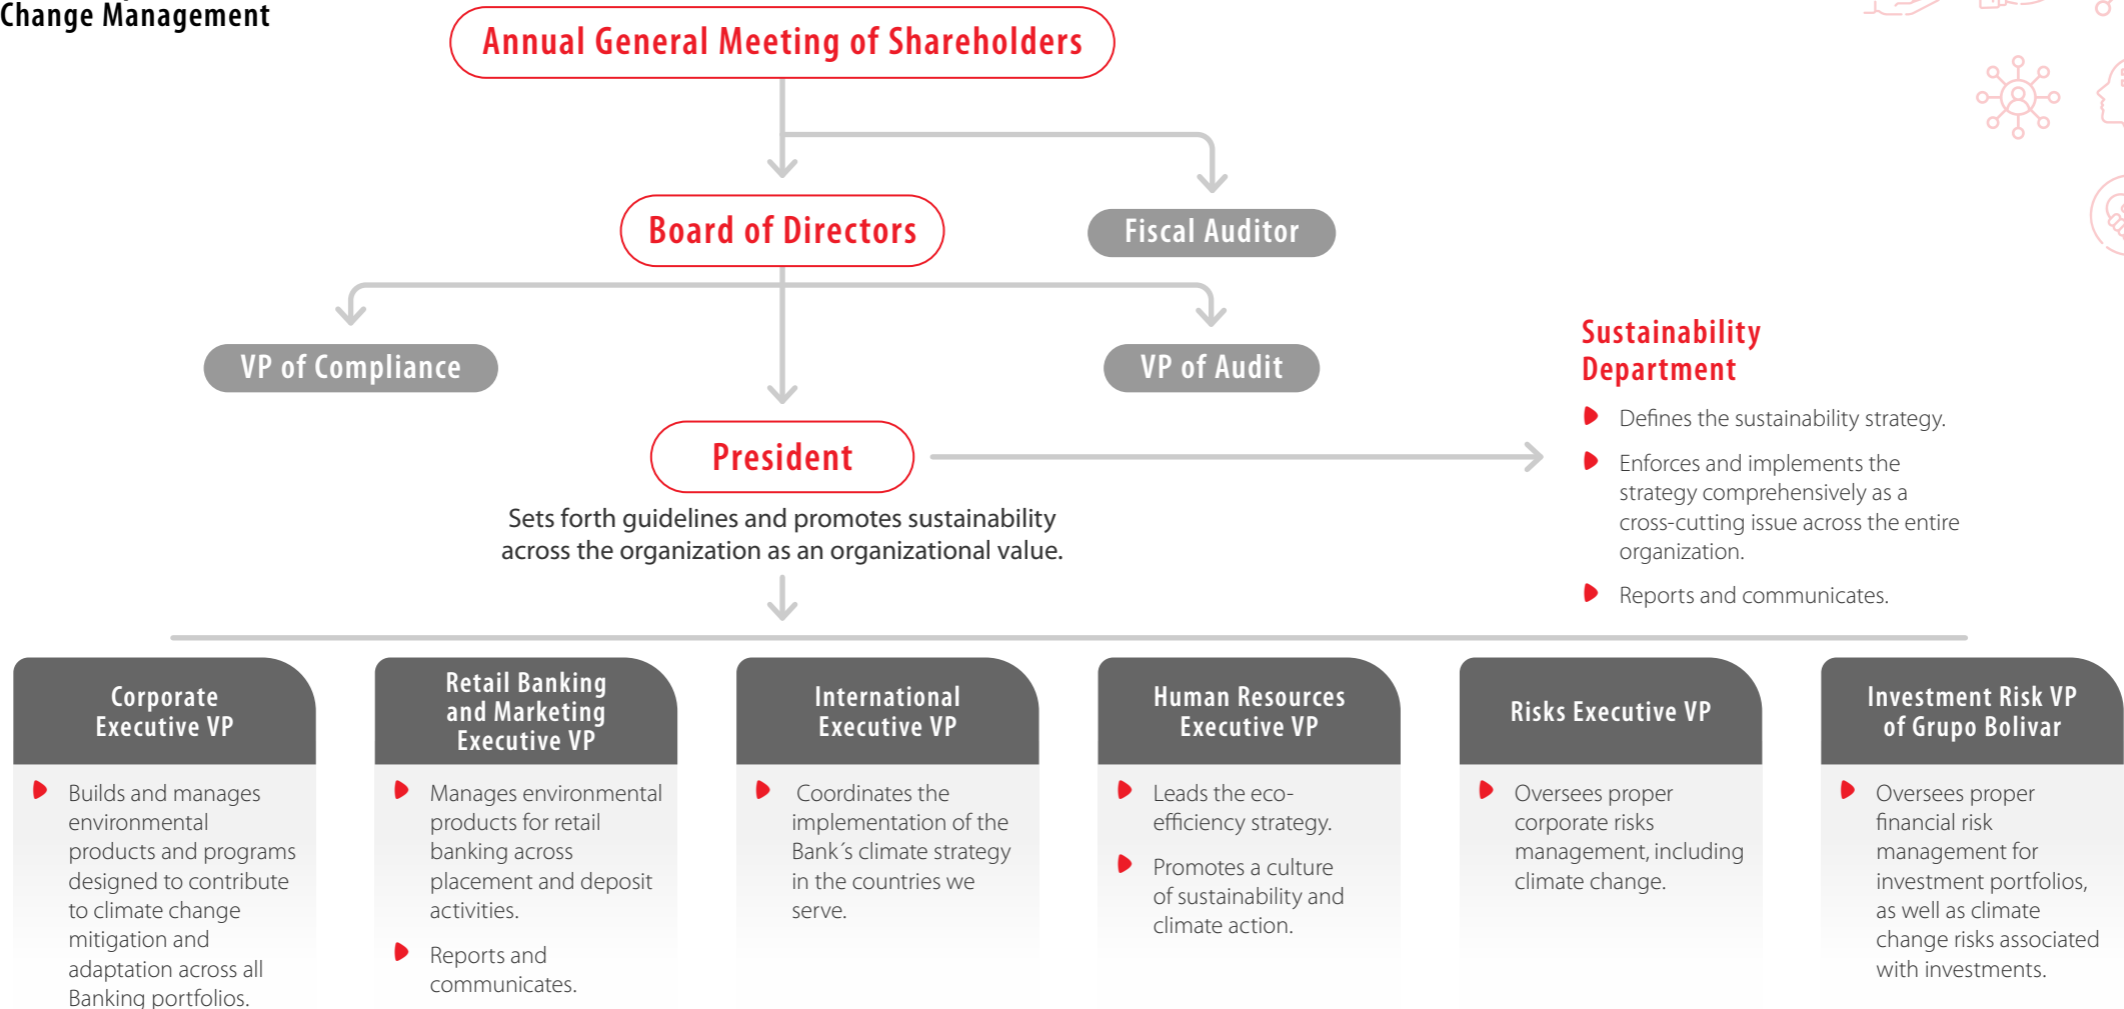 Change Management
Annual General Meeting of Shareholders
Board of Directors
Fiscal Auditor
VP of Compliance
VP of Audit
President
Sets forth guidelines and promotes sustainability
across the organization as an organizational value.
Sustainability
Department
Defines the sustainability strategy.
Enforces and implements the
strategy comprehensively as a
cross-cutting issue across the entire
organization.
Reports and communicates.
Corporate
Executive VP
Builds and manages
environmental
products and programs
designed to contribute
to climate change
mitigation and
adaptation across all
Banking portfolios.
Retail Banking
and Marketing
Executive VP
Manages environmental
products for retail
banking across
placement and deposit
activities.
Reports and
communicates.
International
Executive VP
Coordinates the
implementation of the
Bank´s climate strategy
in the countries we
serve.
Human Resources
Executive VP
Leads the eco-
efficiency strategy.
Promotes a culture
of sustainability and
climate action.
Risks Executive VP
Oversees proper
corporate risks
management, including
climate change.
Investment Risk VP
of Grupo Bolivar
Oversees proper
financial risk
management for
investment portfolios,
as well as climate
change risks associated
with investments.